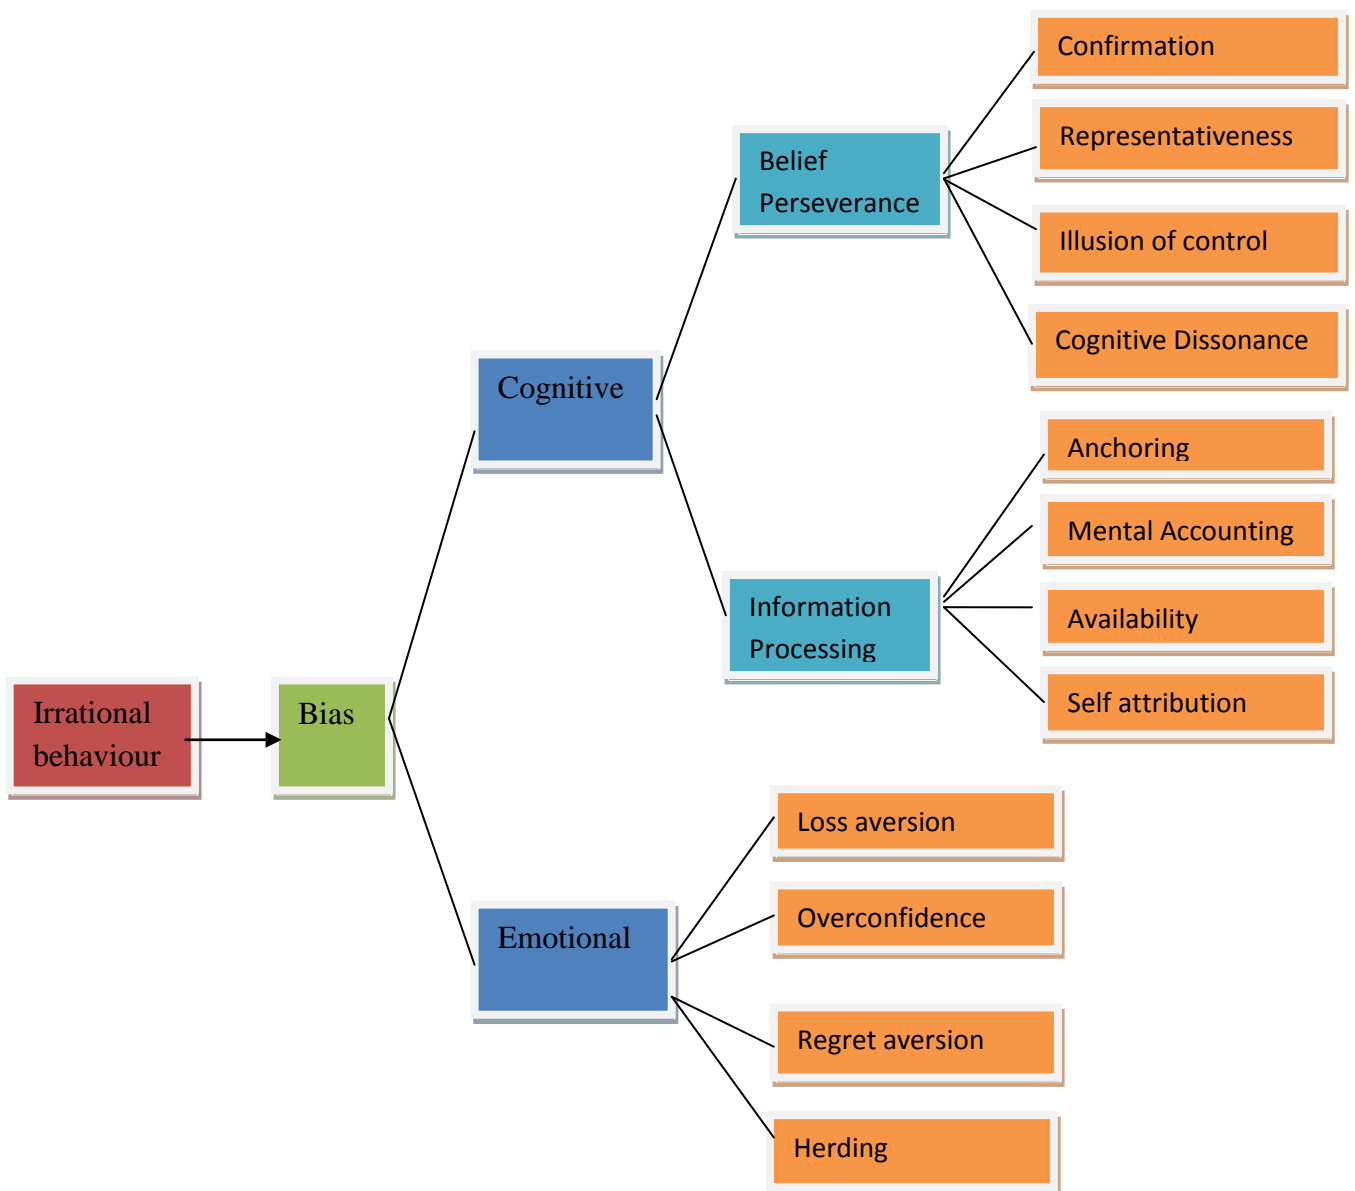 Confirmation
Representativeness
Belief
Perseverance
Illusion of control
Cognitive Dissonance
Cognitive
Anchoring
Mental Accounting
Information
Processing
Availability
Self attribution
Irrational
behaviour
Bias
Loss aversion
Overconfidence
Emotional
Regret aversion
Herding